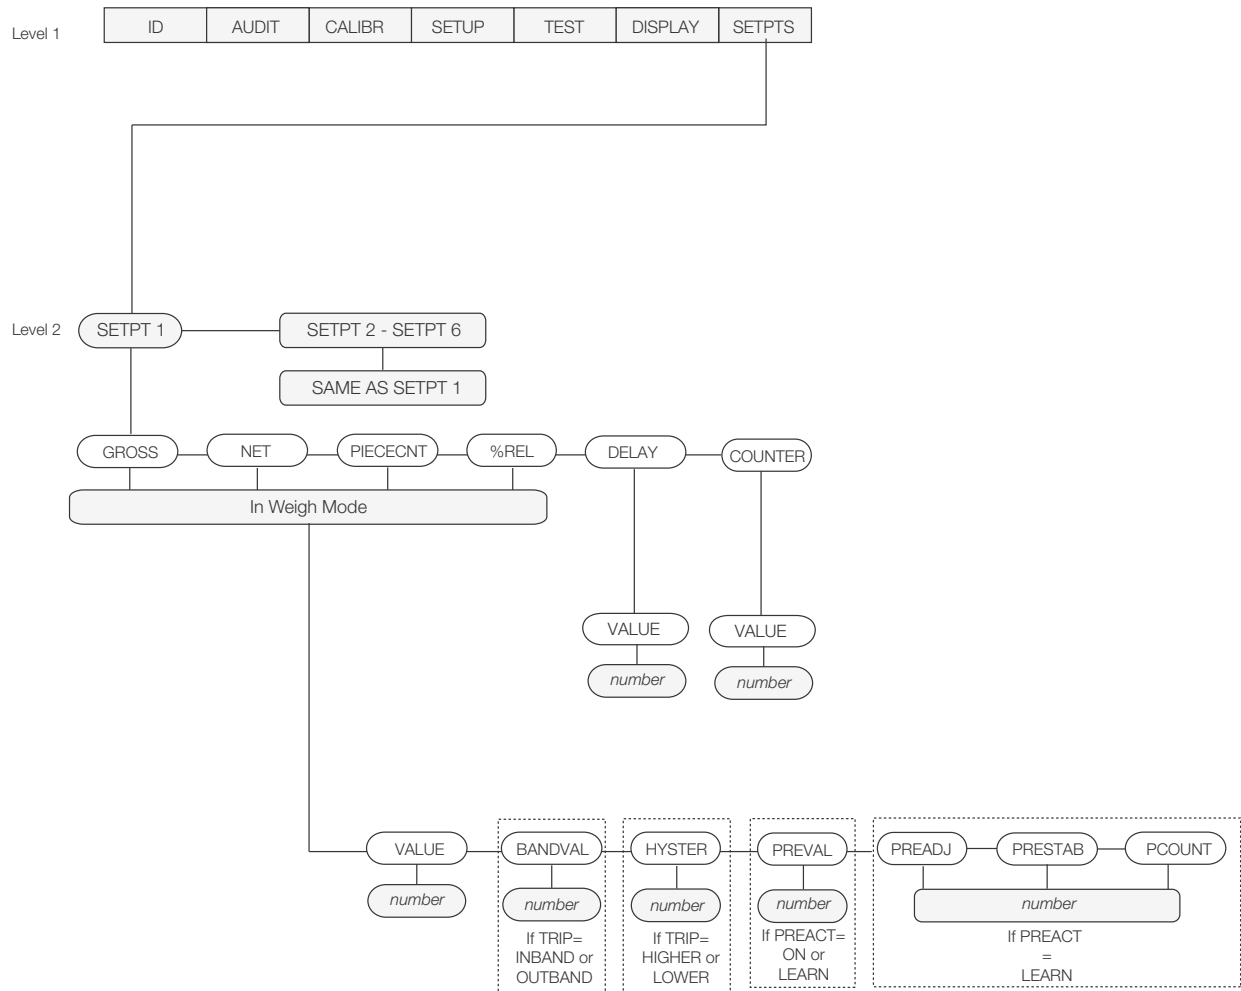 Level 1
ID AUDIT CALIBR SETUP TEST DISPLAY SETPTS
Level 2
SETPT 1
SETPT 2 - SETPT 6
SAME AS SETPT 1
GROSS NET PIECECNT %REL DELAY COUNTER
In Weigh Mode
VALUE VALUE
number number
VALUE BANDVAL HYSTER PREVAL PREADJ PRESTAB PCOUNT
number number number number number
If TRIP=
INBAND or
OUTBAND
If TRIP=
HIGHER or
LOWER
If PREACT=
ON or
LEARN
If PREACT
=
LEARN